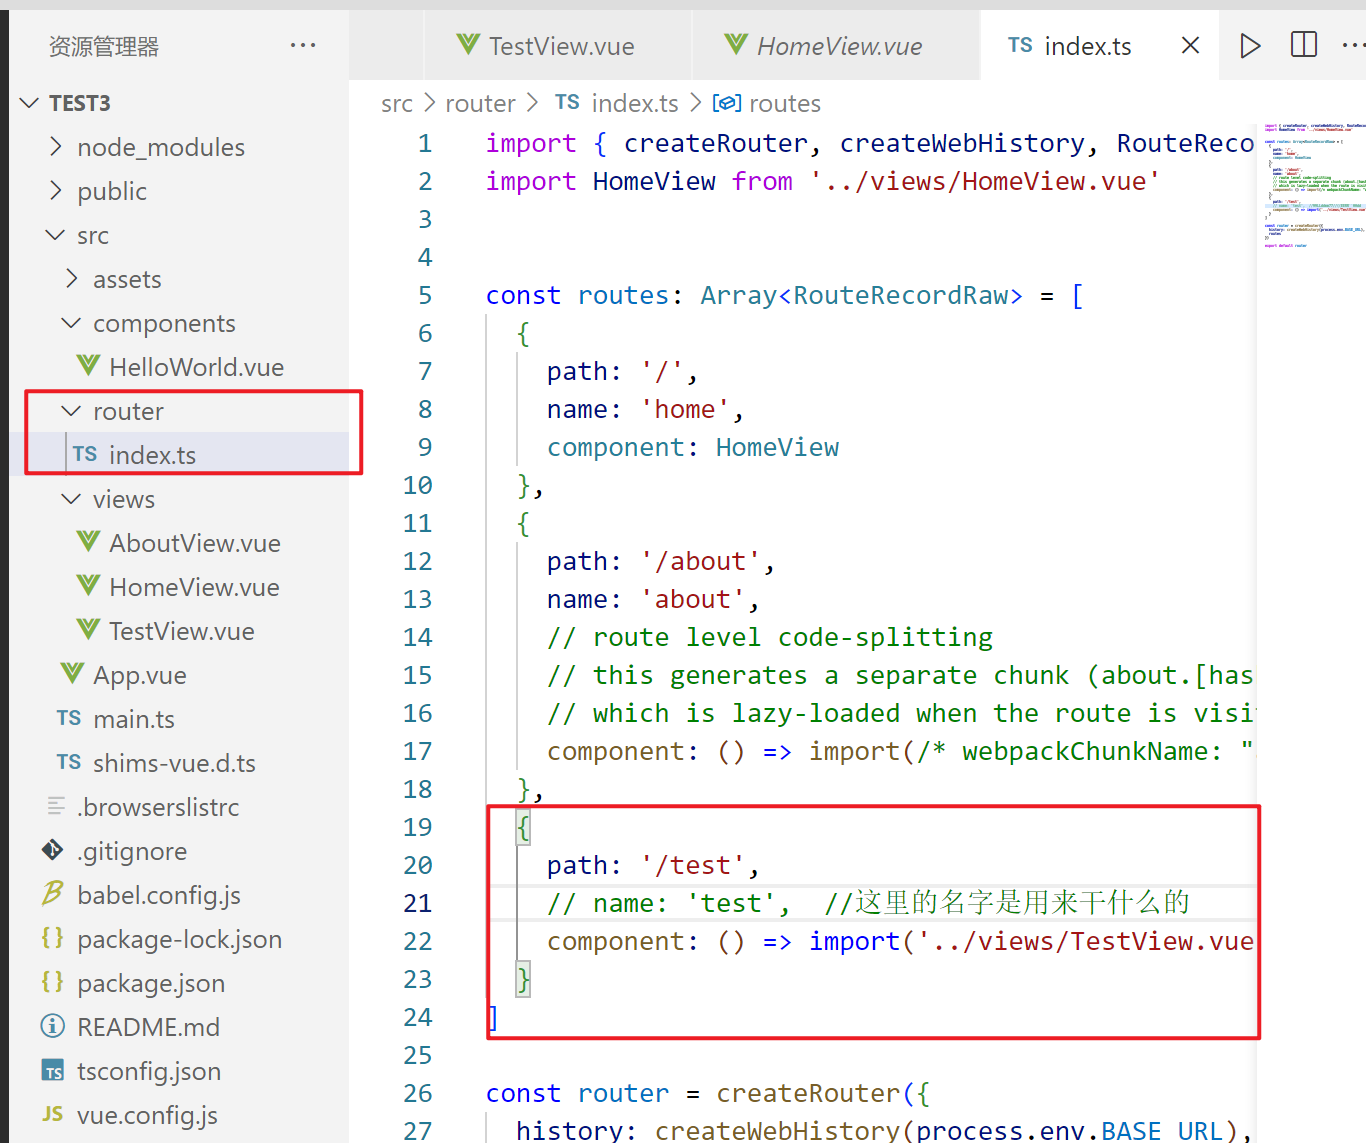 资源管理器 ···
TEST3
node_modules
public
src
assets
components
HelloWorld.vue
router
TS index.ts
views
AboutView.vue
HomeView.vue
TestView.vue
App.vue
TS main.ts
TS shims-vue.d.ts
.browserslistrc
.gitignore
babel.config.js
{} package-lock.json
{} package.json
README.md
TS tsconfig.json
JS vue.config.js
TestView.vue HomeView.vue TS index.ts
src > router > TS index.ts > routes
1 import { createRouter, createWebHistory, RouteReco
2 import HomeView from '../views/HomeView.vue'
3
4
5 const routes: Array<RouteRecordRaw> = [
6 {
7 path: '/',
8 name: 'home',
9 component: HomeView
10 },
11 {
12 path: '/about',
13 name: 'about',
14 // route level code-splitting
15 // this generates a separate chunk (about.[has
16 // which is lazy-loaded when the route is visi
17 component: () => import(/* webpackChunkName: "
18 },
19 {
20 path: '/test',
21 // name: 'test', //这里的名字是用来干什么的
22 component: () => import('../views/TestView.vue
23 }
24 ]
25
26 const router = createRouter({
27 history: createWebHistory(process.env.BASE_URL),